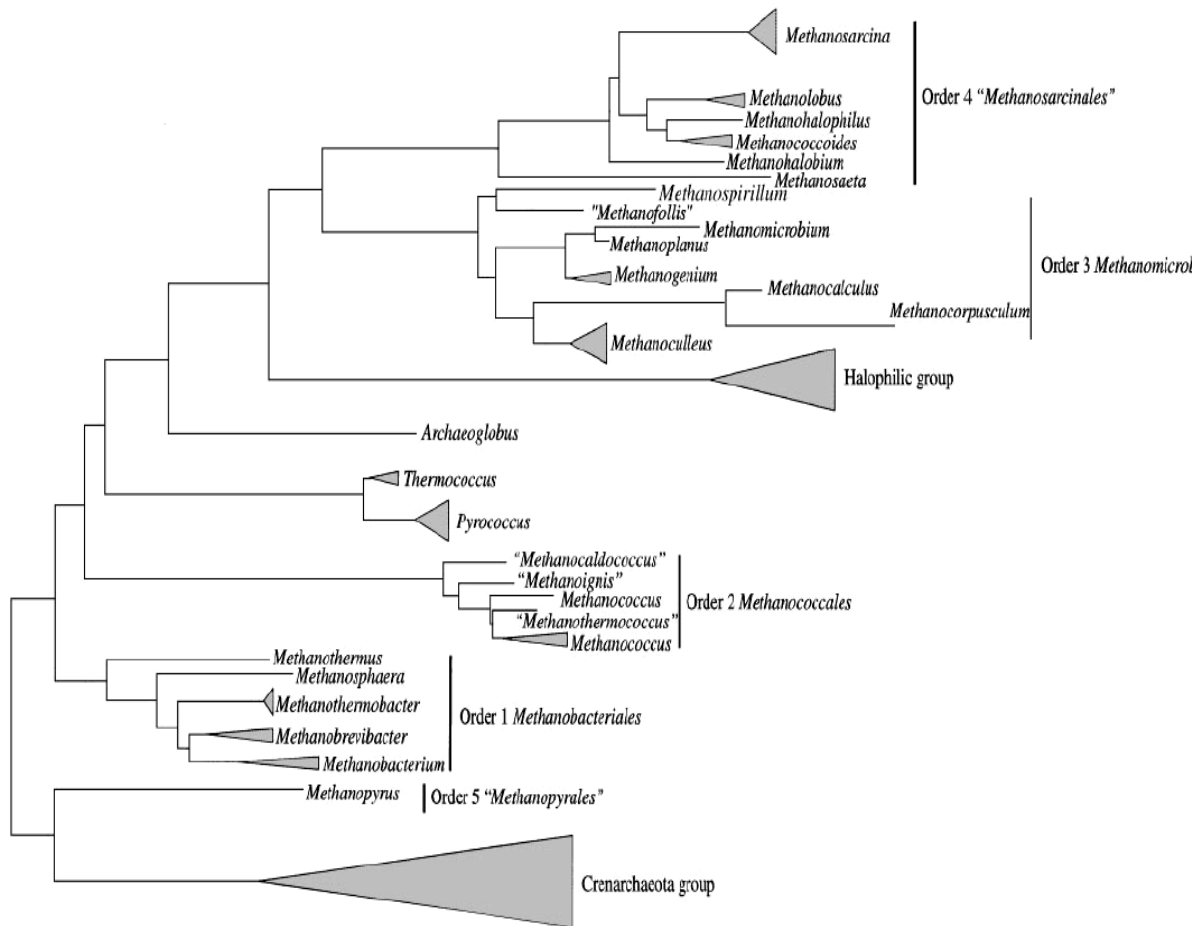 Methanosarcina
Order 4 “Methanosarcinales”
Methanolobus
Methanohalophilus
Methanococcoides
Methanohalobium
Methanosaeta
Methanospirillum
"Methanofollis"
Methanomicrobium
Methanoplanus
Methanogenium
Order 3 Methanomicrob
Methanocalculus
Methanocorpusculum
Methanoculleus
Halophilic group
Archaeoglobus
Thermococcus
Pyrococcus
“Methanocaldococcus”
“Methanoignis”
Methanococcus
Order 2 Methanococcales
“Methanothermococcus”
Methanococcus
Methanothermus
Methanosphaera
Methanothermobacter
Order 1 Methanobacteriales
Methanobrevibacter
Methanobacterium
Methanopyrus
Order 5 “Methanopyrales”
Crenarchaeota group